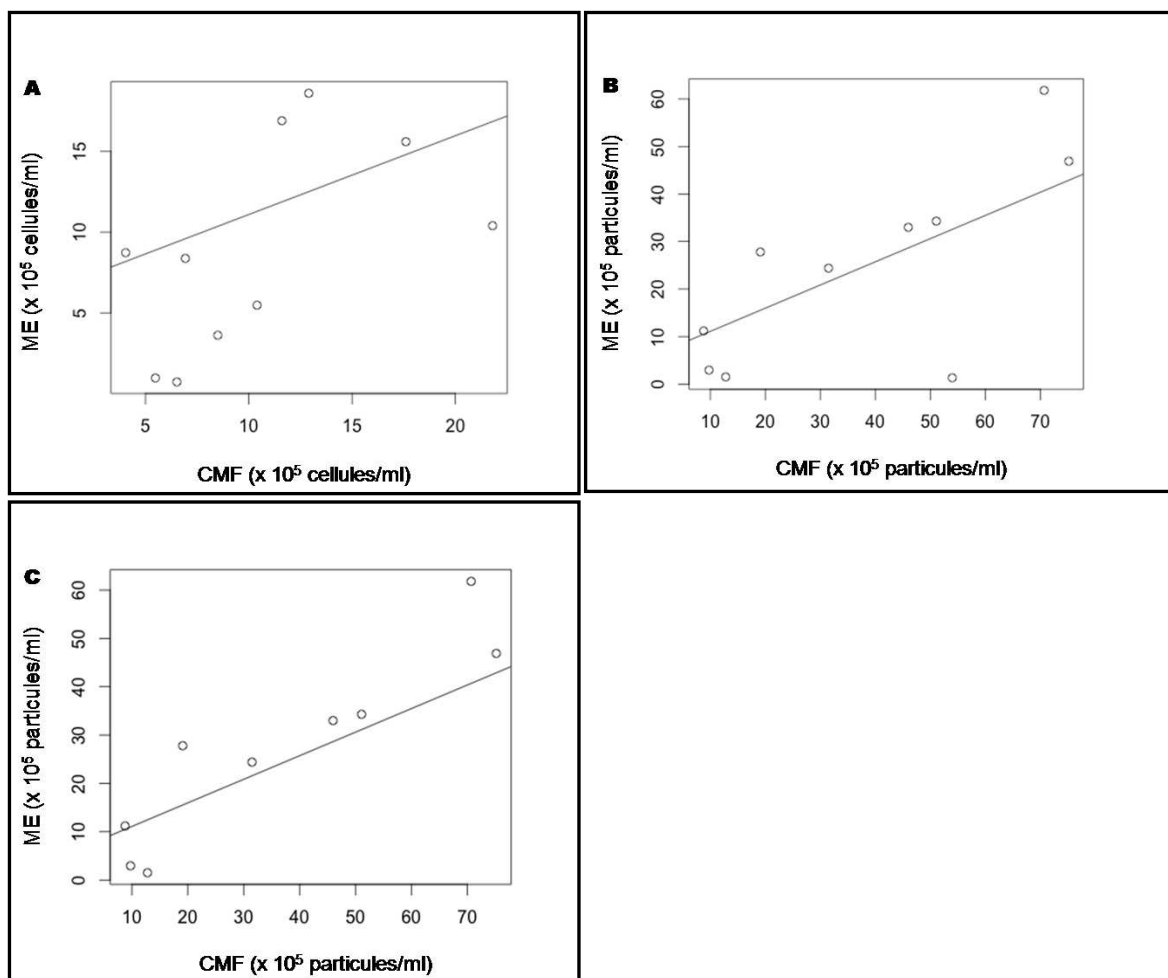 A
ME (x 10⁵ cellules/ml)
15
10
5
5 10 15 20
CMF (x 10⁵ cellules/ml)
B
ME (x 10⁵ particules/ml)
60
50
40
30
20
10
0
10 20 30 40 50 60 70
CMF (x 10⁵ particules/ml)
C
ME (x 10⁵ particules/ml)
60
50
40
30
20
10
0
10 20 30 40 50 60 70
CMF (x 10⁵ particules/ml)